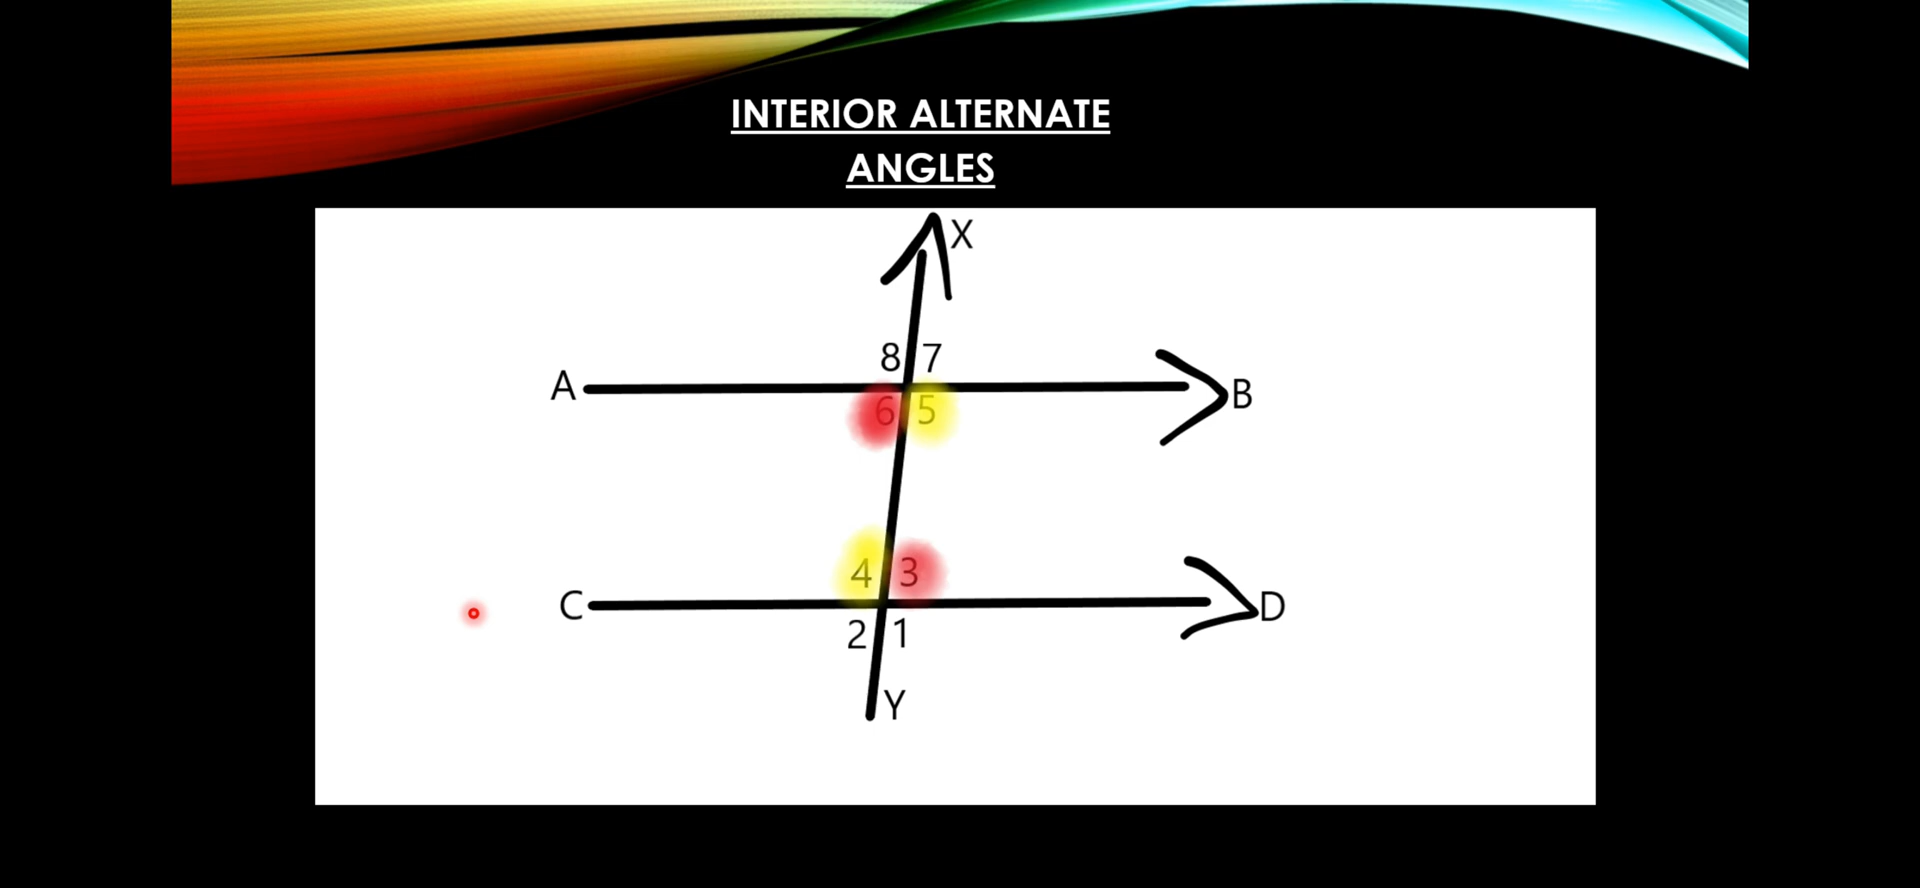 INTERIOR ALTERNATE
ANGLES
X
8 7
A B
6 5
4 3
C D
2 1
Y